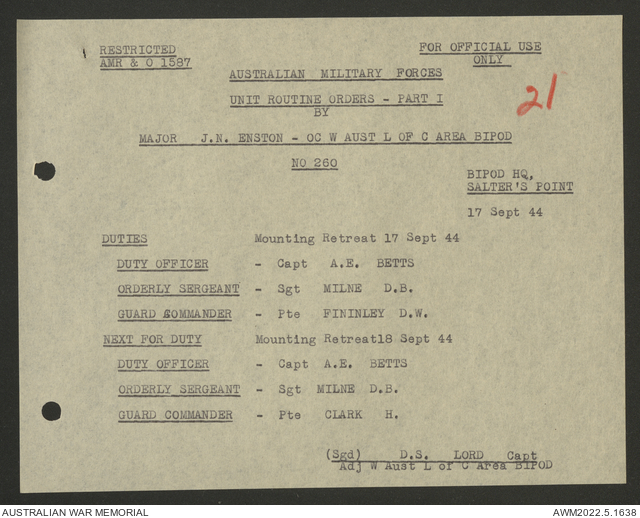 RESTRICTED
AMR & O 1587
FOR OFFICIAL USE
ONLY
AUSTRALIAN MILITARY FORCES
21
UNIT ROUTINE ORDERS - PART I
BY
MAJOR J.N. ENSTON - OC W AUST L OF C AREA BIPOD
NO 260
BIPOD HQ,
SALTER'S POINT
17 Sept 44
DUTIES Mounting Retreat 17 Sept 44
DUTY OFFICER - Capt A.E. BETTS
ORDERLY SERGEANT - Sgt MILNE D.B.
GUARD COMMANDER - Pte FININLEY D.W.
NEXT FOR DUTY Mounting Retreat18 Sept 44
DUTY OFFICER - Capt A.E. BETTS
ORDERLY SERGEANT - Sgt MILNE D.B.
GUARD COMMANDER - Pte CLARK H.
(Sgd) D.S. LORD Capt
Adj W Aust L of C Area BIPOD
AUSTRALIAN WAR MEMORIAL AWM2022.5.1638